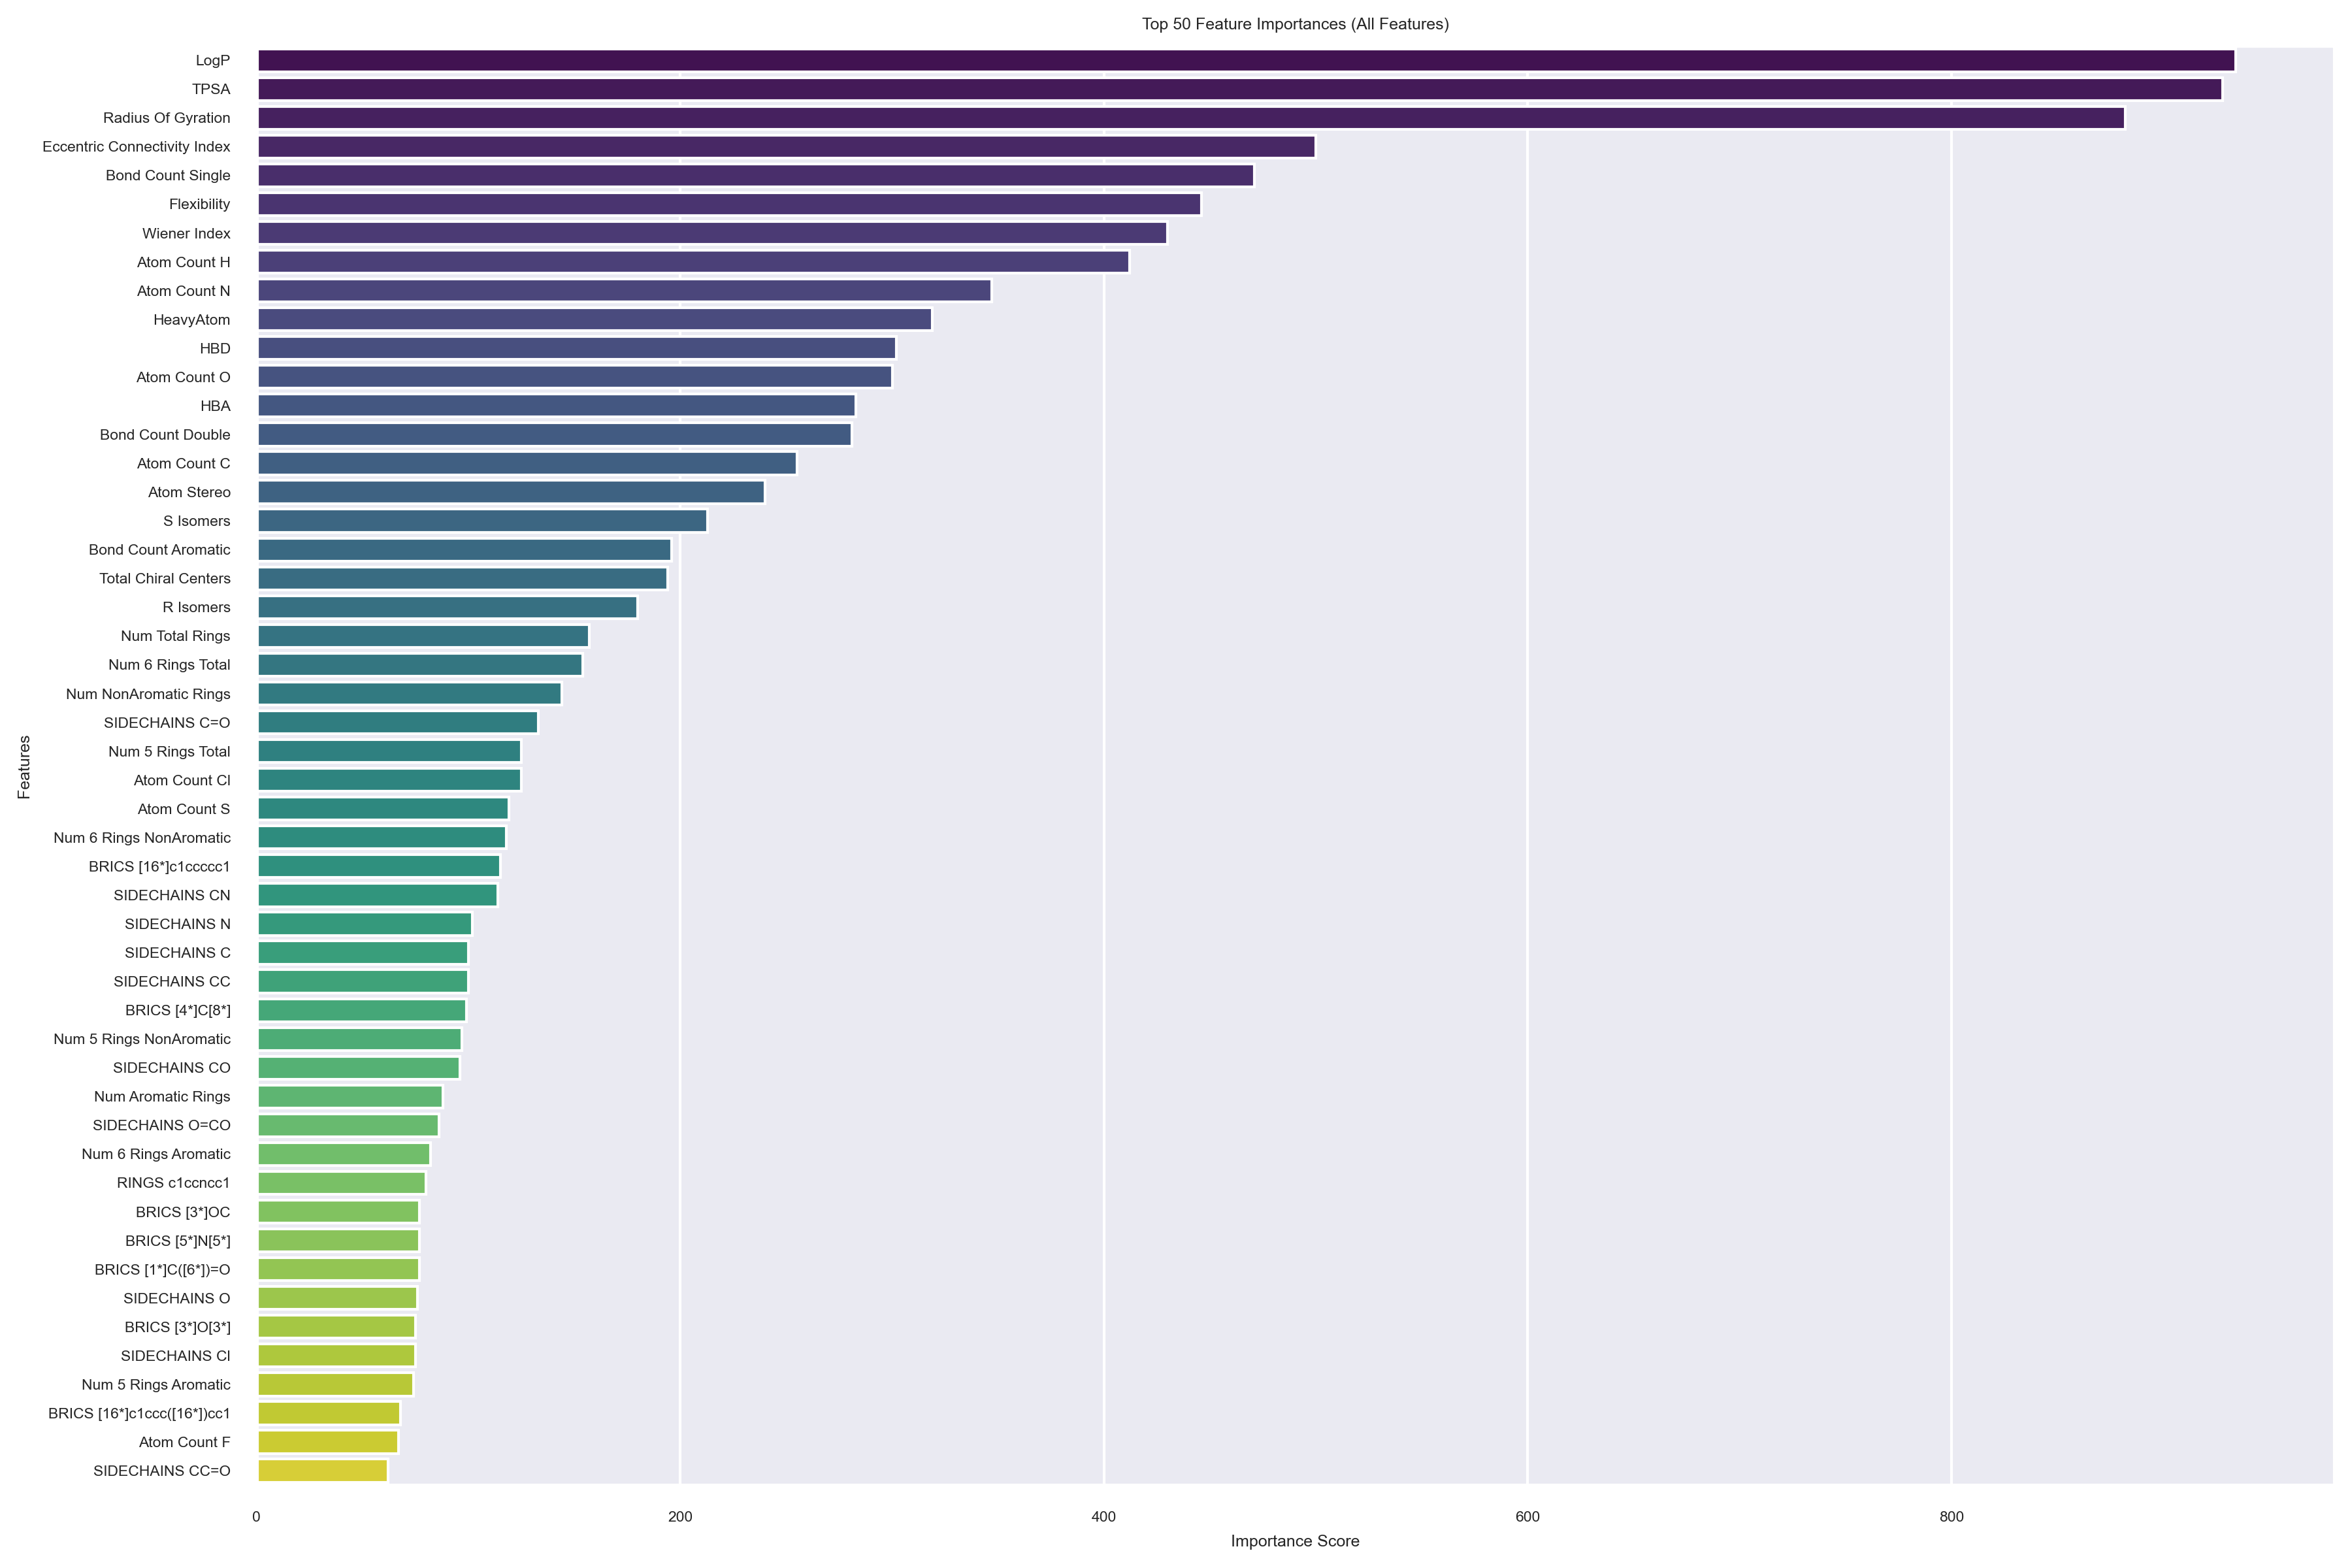 Top 50 Feature Importances (All Features)
LogP
TPSA
Radius Of Gyration
Eccentric Connectivity Index
Bond Count Single
Flexibility
Wiener Index
Atom Count H
Atom Count N
HeavyAtom
HBD
Atom Count O
HBA
Bond Count Double
Atom Count C
Atom Stereo
S Isomers
Bond Count Aromatic
Total Chiral Centers
R Isomers
Num Total Rings
Num 6 Rings Total
Num NonAromatic Rings
SIDECHAINS C=O
Num 5 Rings Total
Atom Count Cl
Atom Count S
Num 6 Rings NonAromatic
BRICS [16*]c1ccccc1
SIDECHAINS CN
SIDECHAINS N
SIDECHAINS C
SIDECHAINS CC
BRICS [4*]C[8*]
Num 5 Rings NonAromatic
SIDECHAINS CO
Num Aromatic Rings
SIDECHAINS O=CO
Num 6 Rings Aromatic
RINGS c1ccncc1
BRICS [3*]OC
BRICS [5*]N[5*]
BRICS [1*]C([6*])=O
SIDECHAINS O
BRICS [3*]O[3*]
SIDECHAINS Cl
Num 5 Rings Aromatic
BRICS [16*]c1ccc([16*])cc1
Atom Count F
SIDECHAINS CC=O
Features
0 200 400 600 800
Importance Score